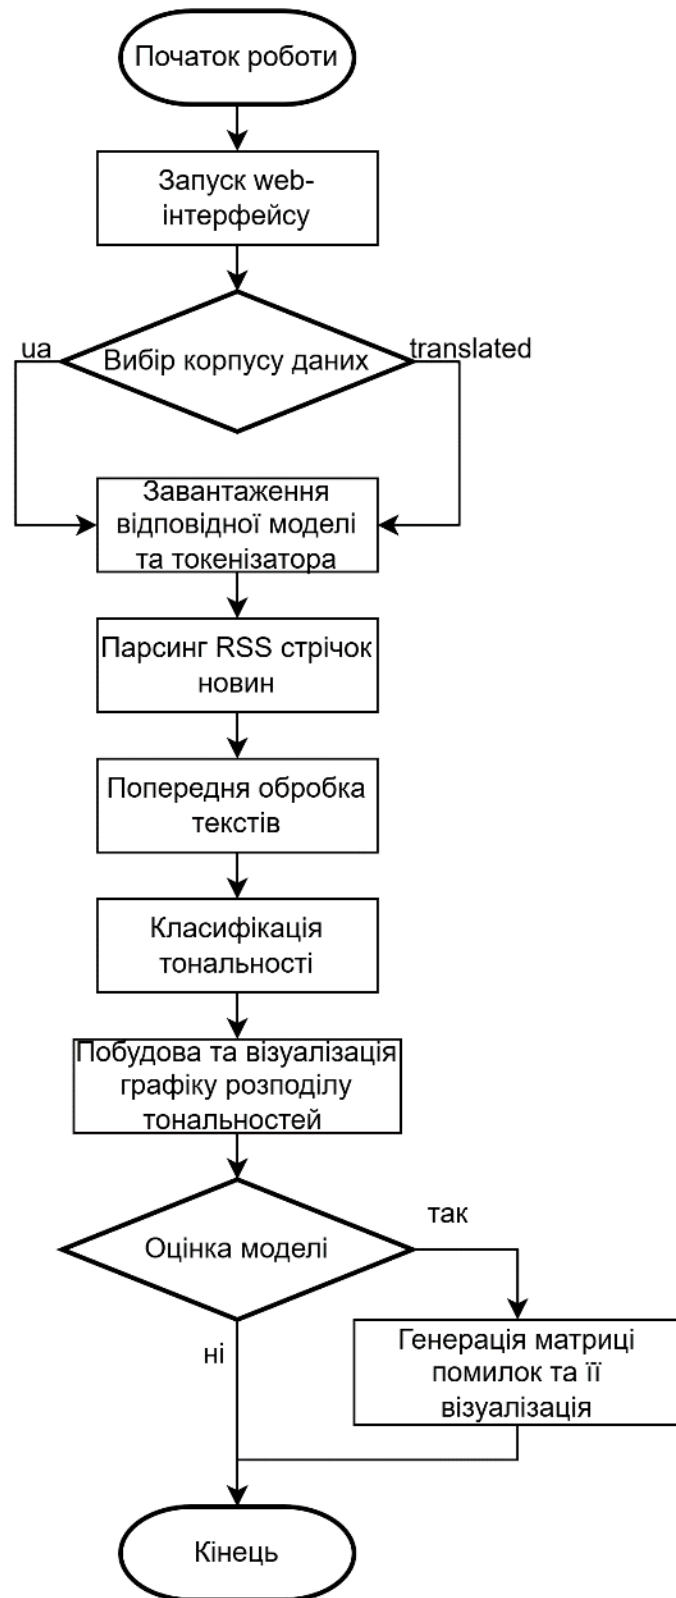 Початок роботи
Запуск web-
інтерфейсу
ua
Вибір корпусу даних
translated
Завантаження
відповідної моделі
та токенізатора
Парсинг RSS стрічок
новин
Попередня обробка
текстів
Класифікація
тональності
Побудова та візуалізація
графіку розподілу
тональностей
Оцінка моделі
так
ні
Генерація матриці
помилок та її
візуалізація
Кінець